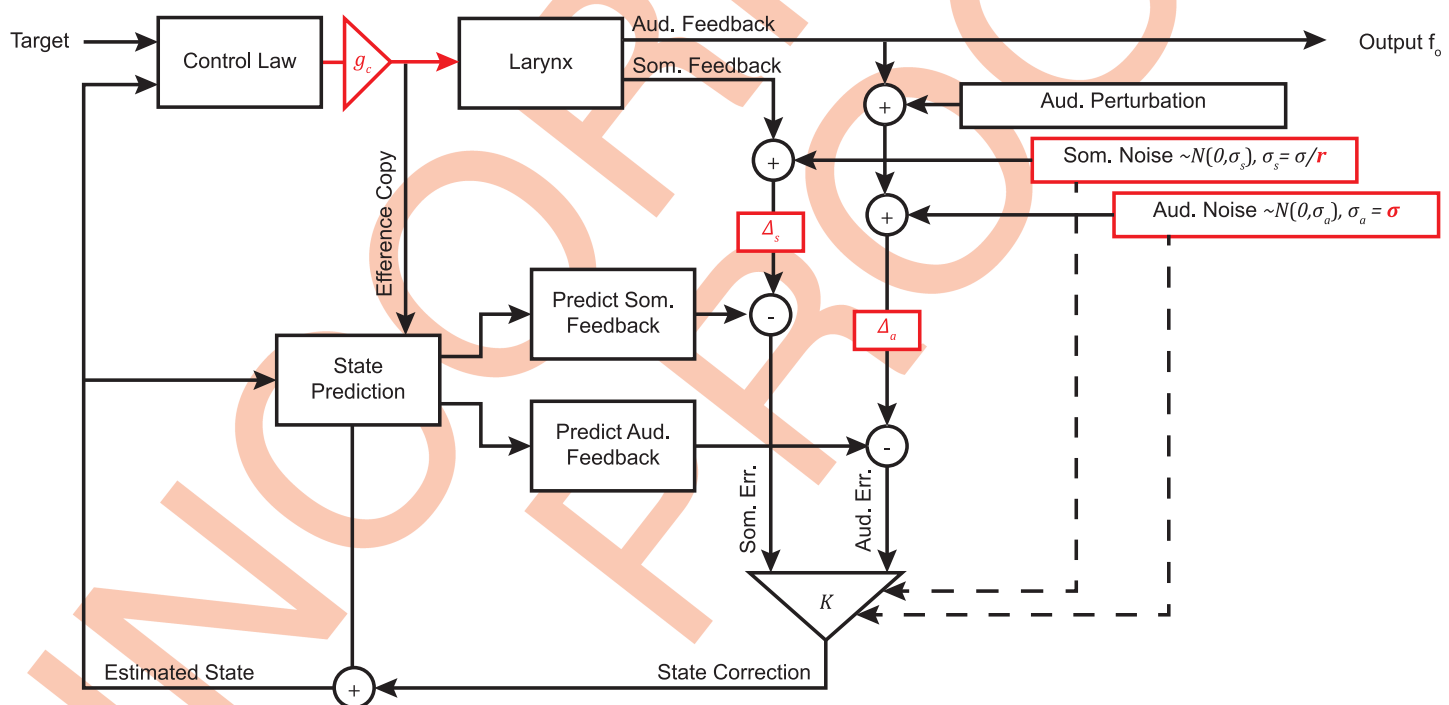 Target
Control Law
g_c
Larynx
Aud. Feedback
Som. Feedback
Output f_o
+
Aud. Perturbation
+
Som. Noise ~N(0,σ_s), σ_s = σ/r
+
Aud. Noise ~N(0,σ_a), σ_a = σ
Efference Copy
Δ_s
Predict Som.
Feedback
-
Δ_a
State
Prediction
Predict Aud.
Feedback
-
Som. Err.
Aud. Err.
K
Estimated State
+
State Correction